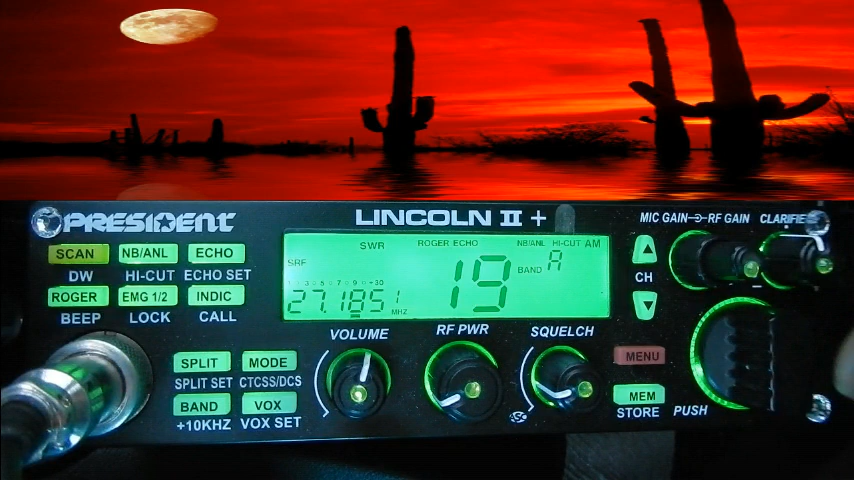 PRESIDENT LINCOLN II + MIC GAIN RF GAIN CLARIFIE
SCAN NB/ANL ECHO
DW HI-CUT ECHO SET
ROGER EMG 1/2 INDIC
BEEP LOCK CALL
SWR ROGER ECHO NB/ANL HI-CUT AM
SRF BAND A
19
27.1851 MHZ
CH
VOLUME RF PWR SQUELCH
SPLIT MODE
SPLIT SET CTCSS/DCS
BAND VOX
+10KHZ VOX SET
MENU
MEM
STORE PUSH